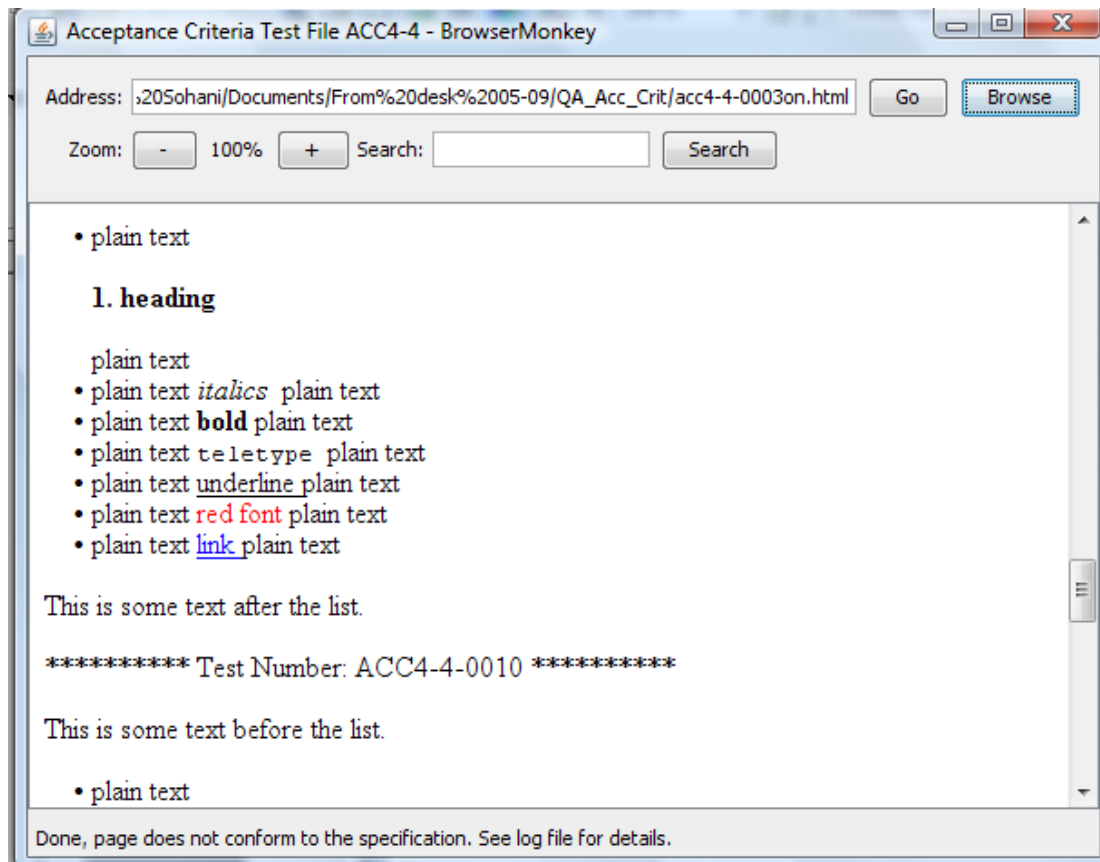 Acceptance Criteria Test File ACC4-4 - BrowserMonkey
Address: %20Sohani/Documents/From%20desk%2005-09/QA_Acc_Crit/acc4-4-0003on.html Go Browse
Zoom: - 100% + Search: Search
• plain text
1. heading
plain text
• plain text italics plain text
• plain text bold plain text
• plain text teletype plain text
• plain text underline plain text
• plain text red font plain text
• plain text link plain text
This is some text after the list.
********** Test Number: ACC4-4-0010 **********
This is some text before the list.
• plain text
Done, page does not conform to the specification. See log file for details.